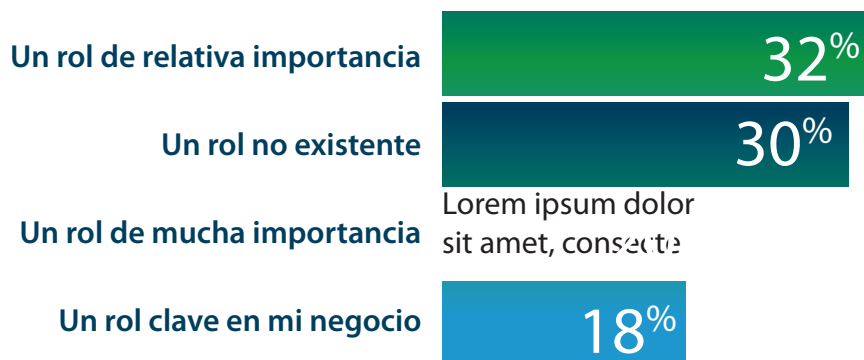 Un rol de relativa importancia 32%
Un rol no existente 30%
Lorem ipsum dolor
Un rol de mucha importancia sit amet, consecte
Un rol clave en mi negocio 18%